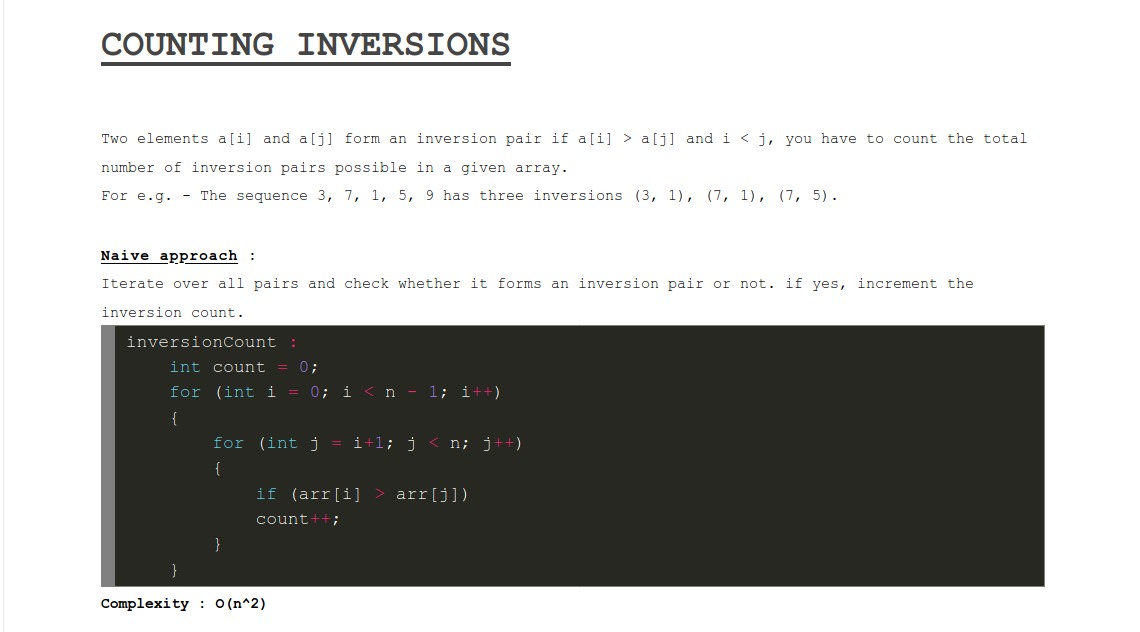 COUNTING INVERSIONS
Two elements a[i] and a[j] form an inversion pair if a[i] > a[j] and i < j, you have to count the total
number of inversion pairs possible in a given array.
For e.g. - The sequence 3, 7, 1, 5, 9 has three inversions (3, 1), (7, 1), (7, 5).
Naive approach :
Iterate over all pairs and check whether it forms an inversion pair or not. if yes, increment the
inversion count.
inversionCount :
int count = 0;
for (int i = 0; i < n - 1; i++)
{
for (int j = i+1; j < n; j++)
{
if (arr[i] > arr[j])
count++;
}
}
Complexity : O(n^2)